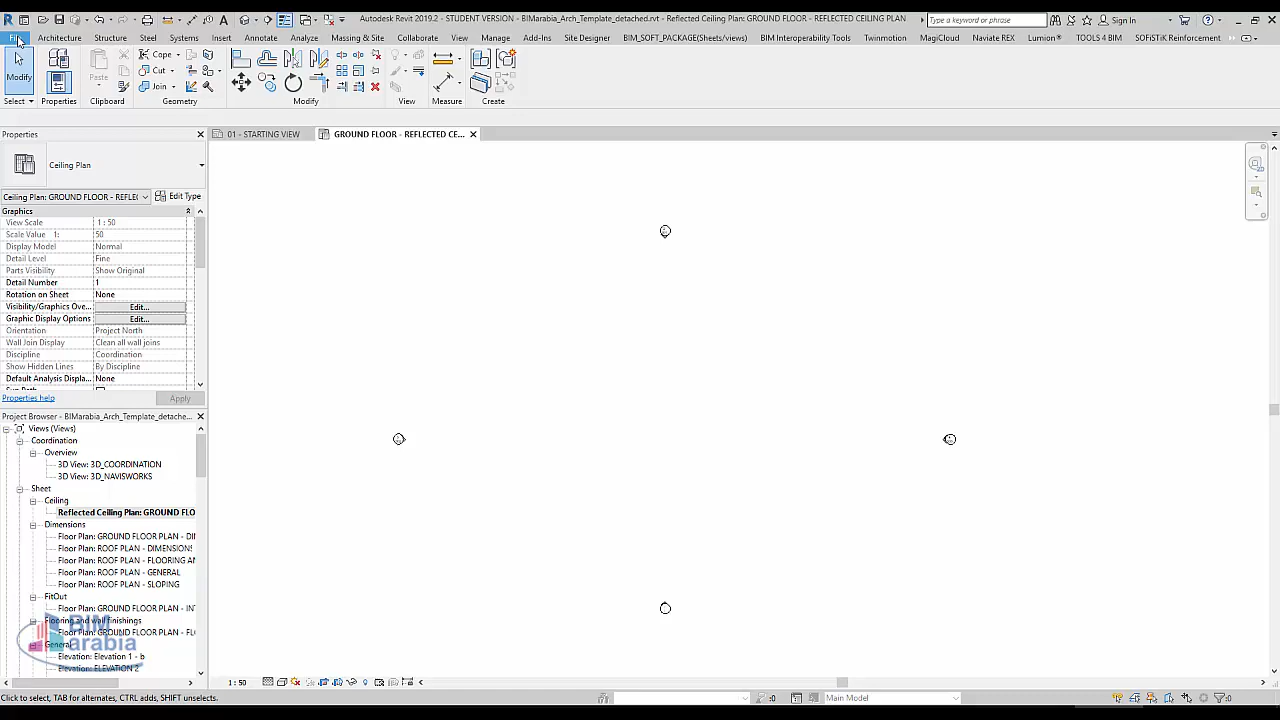 Autodesk Revit 2019.2 - STUDENT VERSION - BIMarabia_Arch_Template_detached.rvt - Reflected Ceiling Plan: GROUND FLOOR - REFLECTED CEILING PLAN
Type a keyword or phrase
Sign In
Architecture Structure Steel Systems Insert Annotate Analyze Massing & Site Collaborate View Manage Add-Ins Site Designer BIM_SOFT_PACKAGE(Sheets/views) BIM Interoperability Tools Twinmotion MagiCloud Naviate REX Lumion® TOOLS 4 BIM SOFiSTiK Reinforcement
Modify
Select
Properties
Paste
Clipboard
Cope
Cut
Join
Geometry
Modify
View
Measure
Create
Properties
Ceiling Plan
Ceiling Plan: GROUND FLOOR - REFLE(
Edit Type
Graphics
View Scale 1 : 50
Scale Value 1: 50
Display Model Normal
Detail Level Fine
Parts Visibility Show Original
Detail Number 1
Rotation on Sheet None
Visibility/Graphics Ove... Edit...
Graphic Display Options Edit...
Orientation Project North
Wall Join Display Clean all wall joins
Discipline Coordination
Show Hidden Lines By Discipline
Default Analysis Displa... None
Properties help
Apply
Project Browser - BIMarabia_Arch_Template_detache...
Views (Views)
Coordination
Overview
3D View: 3D_COORDINATION
3D View: 3D_NAVISWORKS
Sheet
Ceiling
Reflected Ceiling Plan: GROUND FLO
Dimensions
Floor Plan: GROUND FLOOR PLAN - DI
Floor Plan: ROOF PLAN - DIMENSIONS
Floor Plan: ROOF PLAN - FLOORING AN
Floor Plan: ROOF PLAN - GENERAL
Floor Plan: ROOF PLAN - SLOPING
FitOut
Floor Plan: GROUND FLOOR PLAN - IN
Flooring and wall finishings
Floor Plan: GROUND FLOOR PLAN - FL
General
Elevation: Elevation 1 - b
Elevation: ELEVATION 2
BIM
arabia
01 - STARTING VIEW
GROUND FLOOR - REFLECTED CE...
1 : 50
Click to select, TAB for alternates, CTRL adds, SHIFT unselects.
:0
Main Model
:0